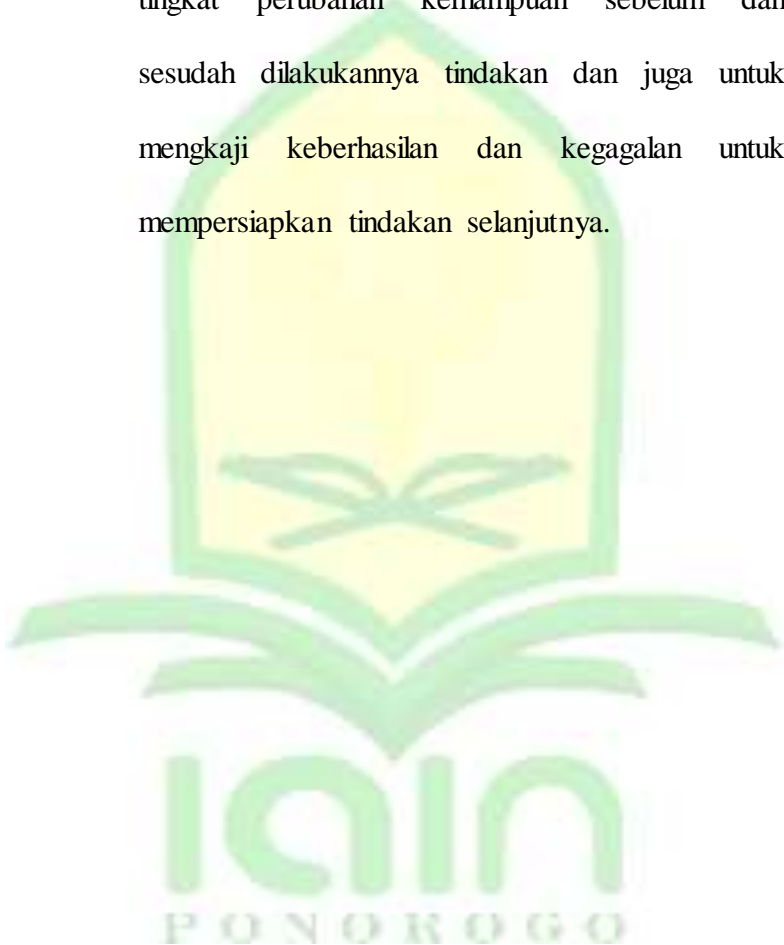 tingkat perubahan kemampuan sebelum dan
sesudah dilakukannya tindakan dan juga untuk
mengkaji keberhasilan dan kegagalan untuk
mempersiapkan tindakan selanjutnya.
iain
PONOROGO